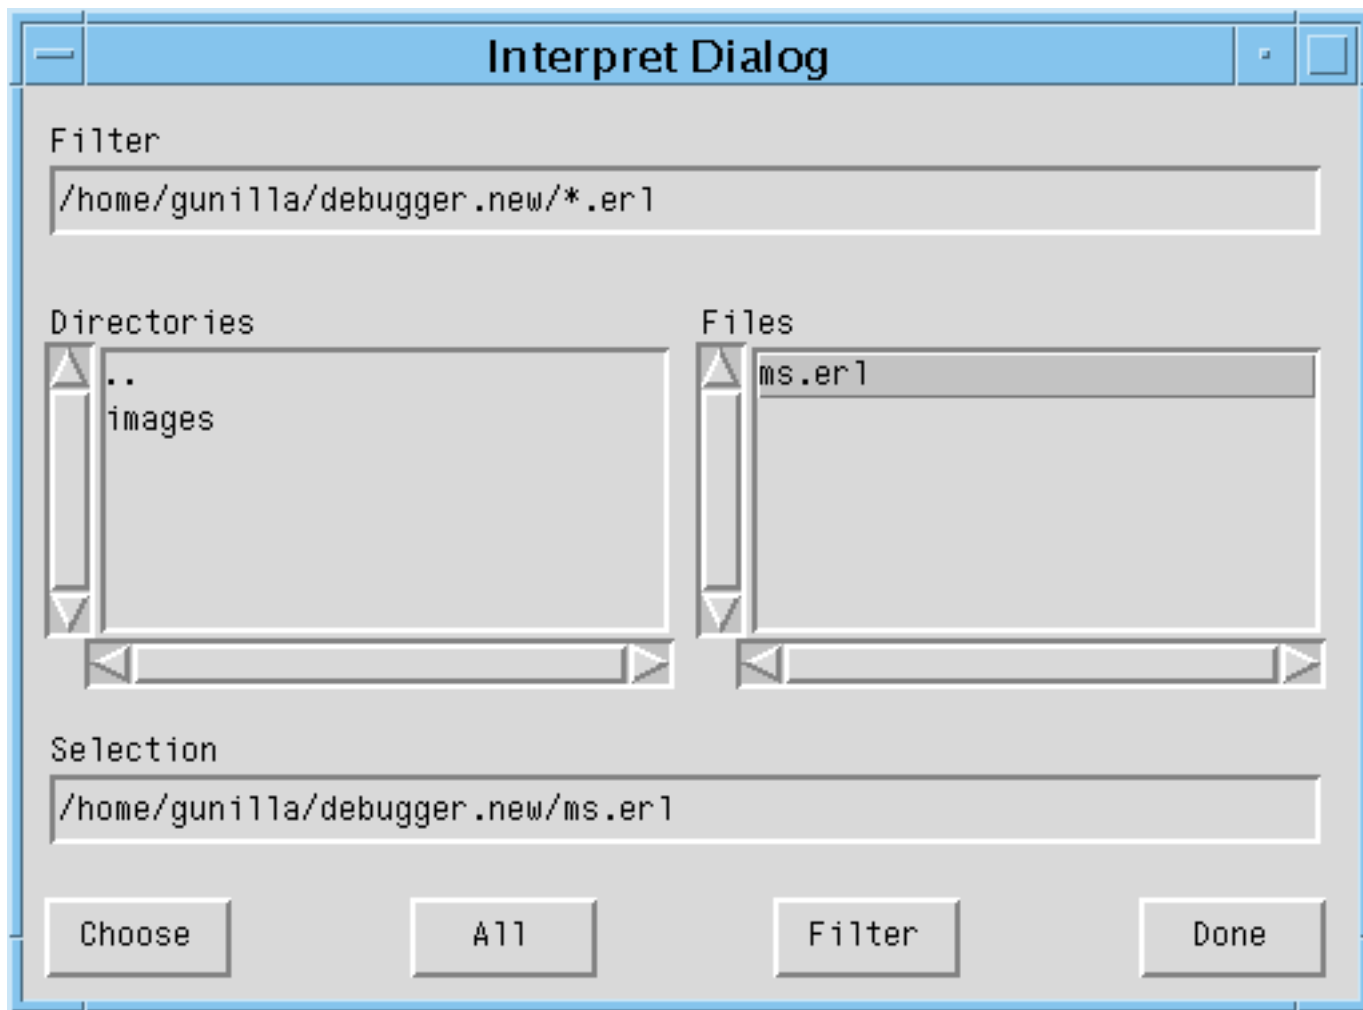 Interpret Dialog
Filter
/home/gunilla/debugger.new/*.erl
Directories
..
images
Files
ms.erl
Selection
/home/gunilla/debugger.new/ms.erl
Choose
All
Filter
Done